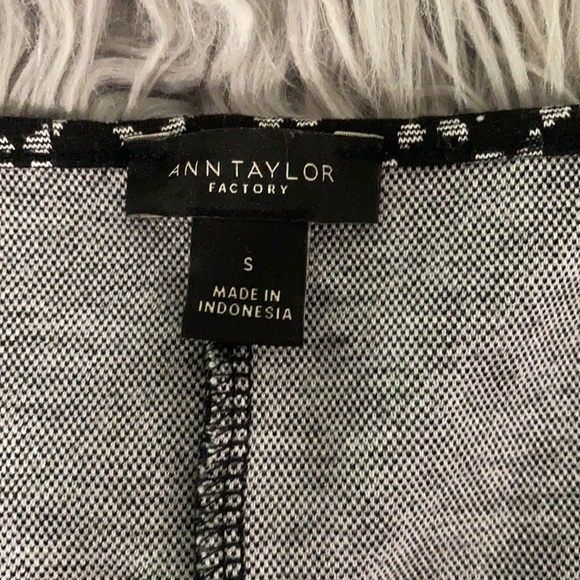 ANN TAYLOR
FACTORY
S
MADE IN
INDONESIA